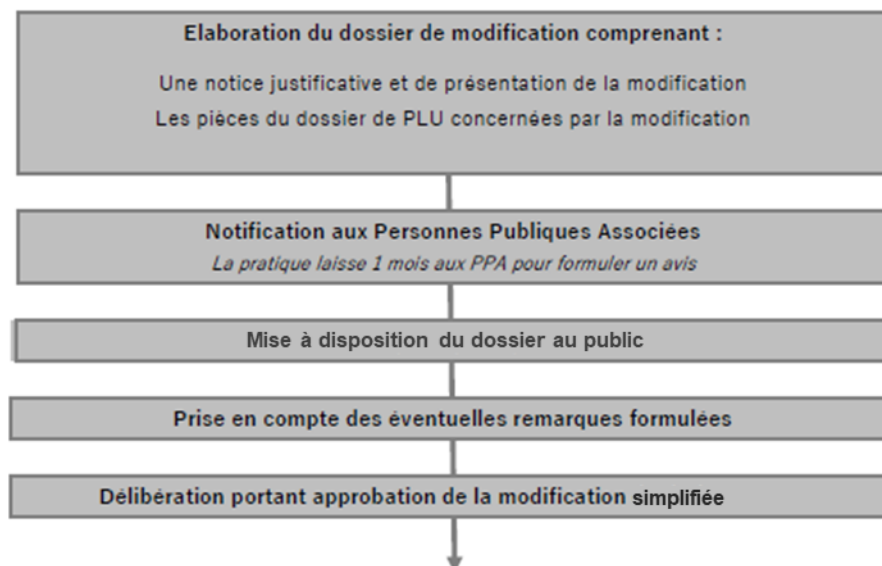 Elaboration du dossier de modification comprenant :
Une notice justificative et de présentation de la modification
Les pièces du dossier de PLU concernées par la modification
Notification aux Personnes Publiques Associées
La pratique laisse 1 mois aux PPA pour formuler un avis
Mise à disposition du dossier au public
Prise en compte des éventuelles remarques formulées
Délibération portant approbation de la modification simplifiée